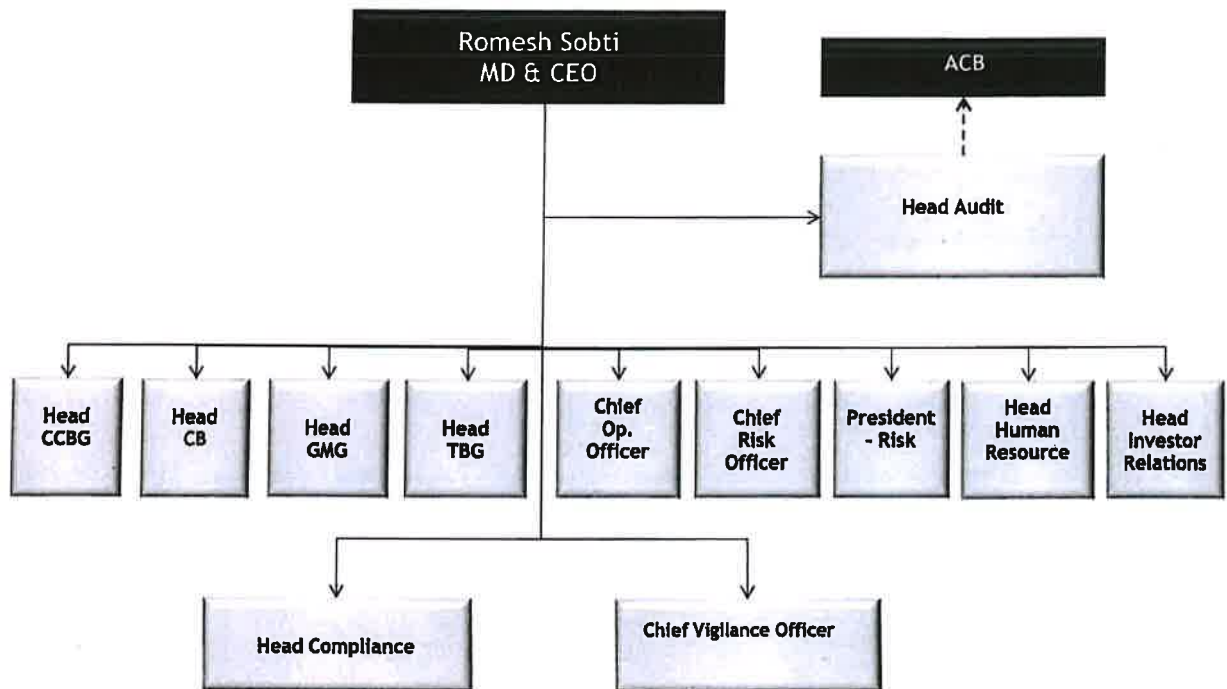 Romesh Sobti
MD & CEO
ACB
Head Audit
Head
CCBG
Head
CB
Head
GMG
Head
TBG
Chief
Op.
Officer
Chief
Risk
Officer
President
- Risk
Head
Human
Resource
Head
Investor
Relations
Head Compliance
Chief Vigilance Officer